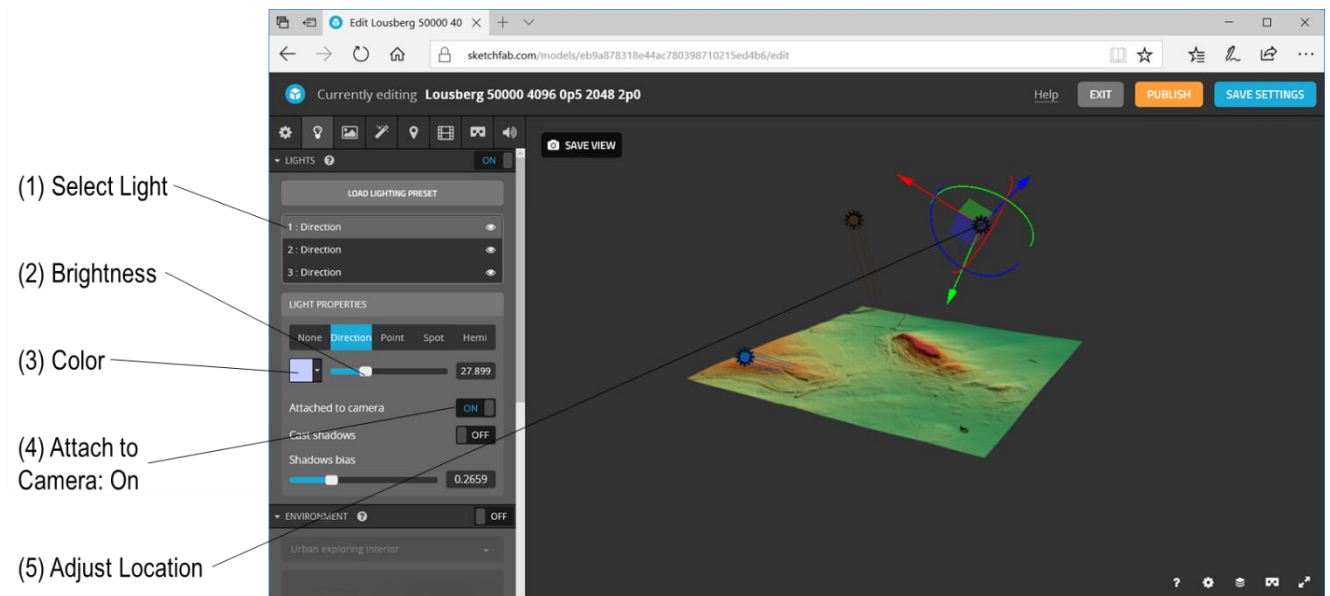 Edit Lousberg 50000 40
sketchfab.com/models/eb9a878318e44ac780398710215ed4b6/edit
Currently editing Lousberg 50000 4096 0p5 2048 2p0
Help
EXIT
PUBLISH
SAVE SETTINGS
SAVE VIEW
LIGHTS
ON
LOAD LIGHTING PRESET
1 : Direction
2 : Direction
3 : Direction
LIGHT PROPERTIES
None Direction Point Spot Hemi
27.899
Attached to camera ON
Cast shadows OFF
Shadows bias
0.2659
ENVIRONMENT OFF
Urban exploring interior
(1) Select Light
(2) Brightness
(3) Color
(4) Attach to
Camera: On
(5) Adjust Location